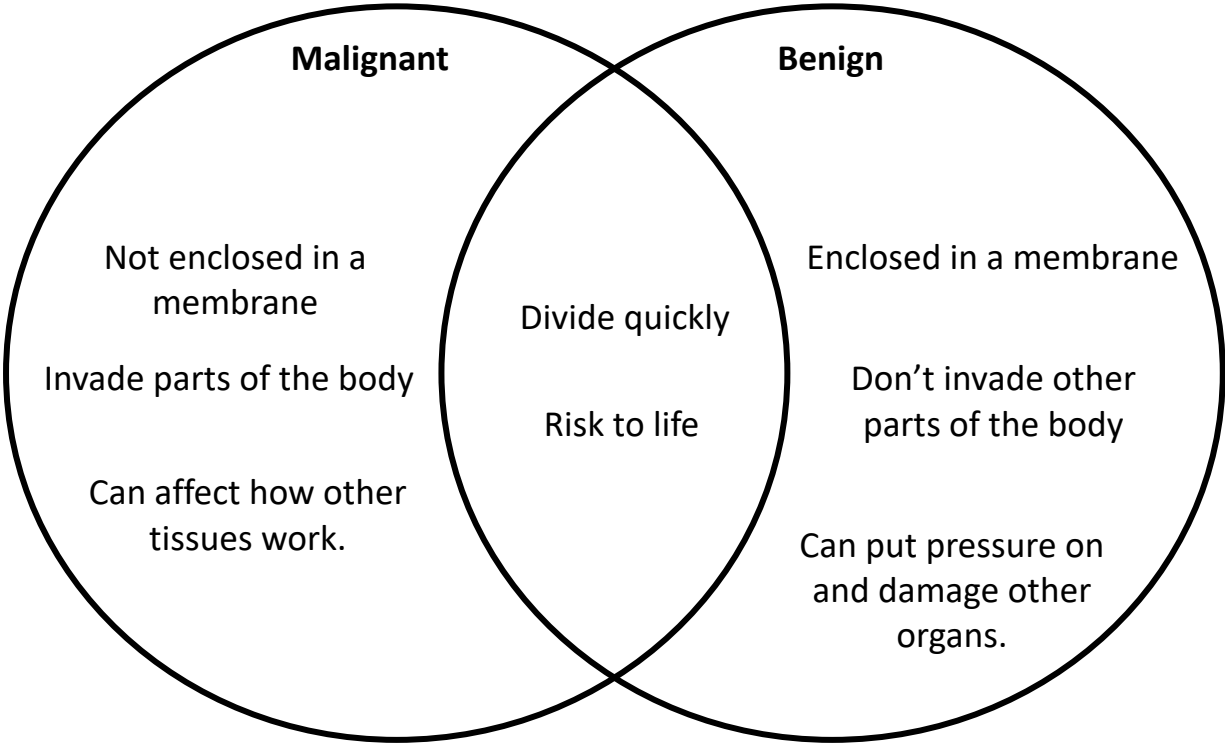 Malignant
Benign
Not enclosed in a
membrane
Invade parts of the body
Can affect how other
tissues work.
Divide quickly
Risk to life
Enclosed in a membrane
Don’t invade other
parts of the body
Can put pressure on
and damage other
organs.